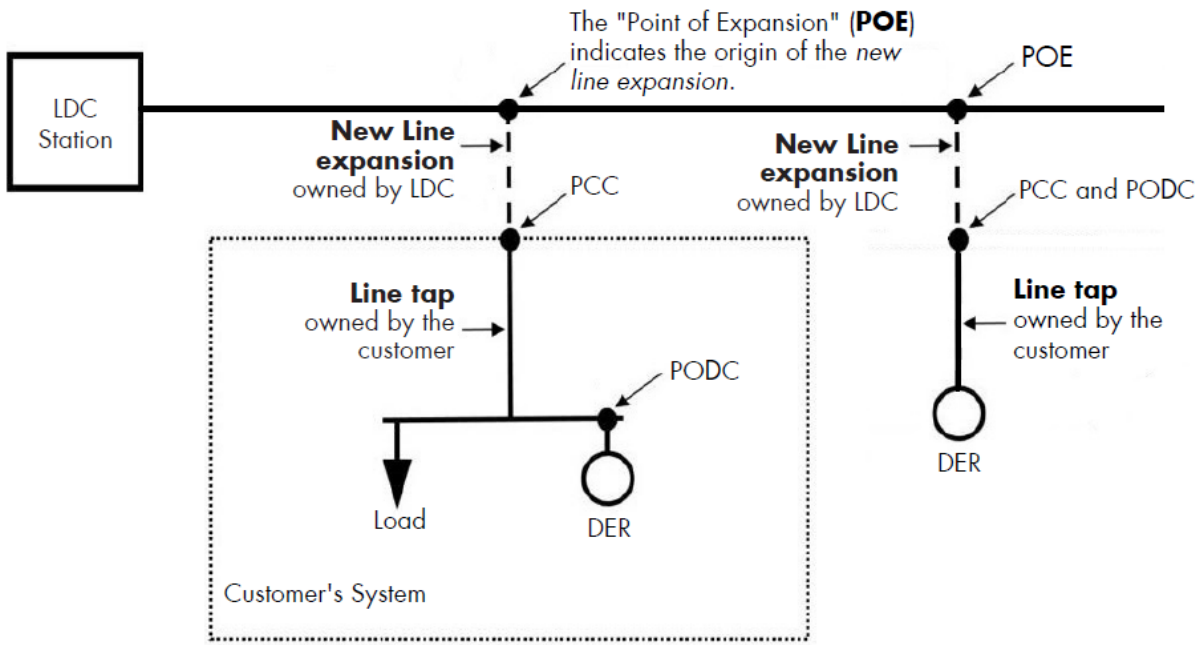 The "Point of Expansion" (POE)
indicates the origin of the new
line expansion.
POE
LDC
Station
New Line
expansion
owned by LDC
PCC
New Line
expansion
owned by LDC
PCC and PODC
Line tap
owned by the
customer
PODC
Load
DER
Customer's System
Line tap
owned by the
customer
DER